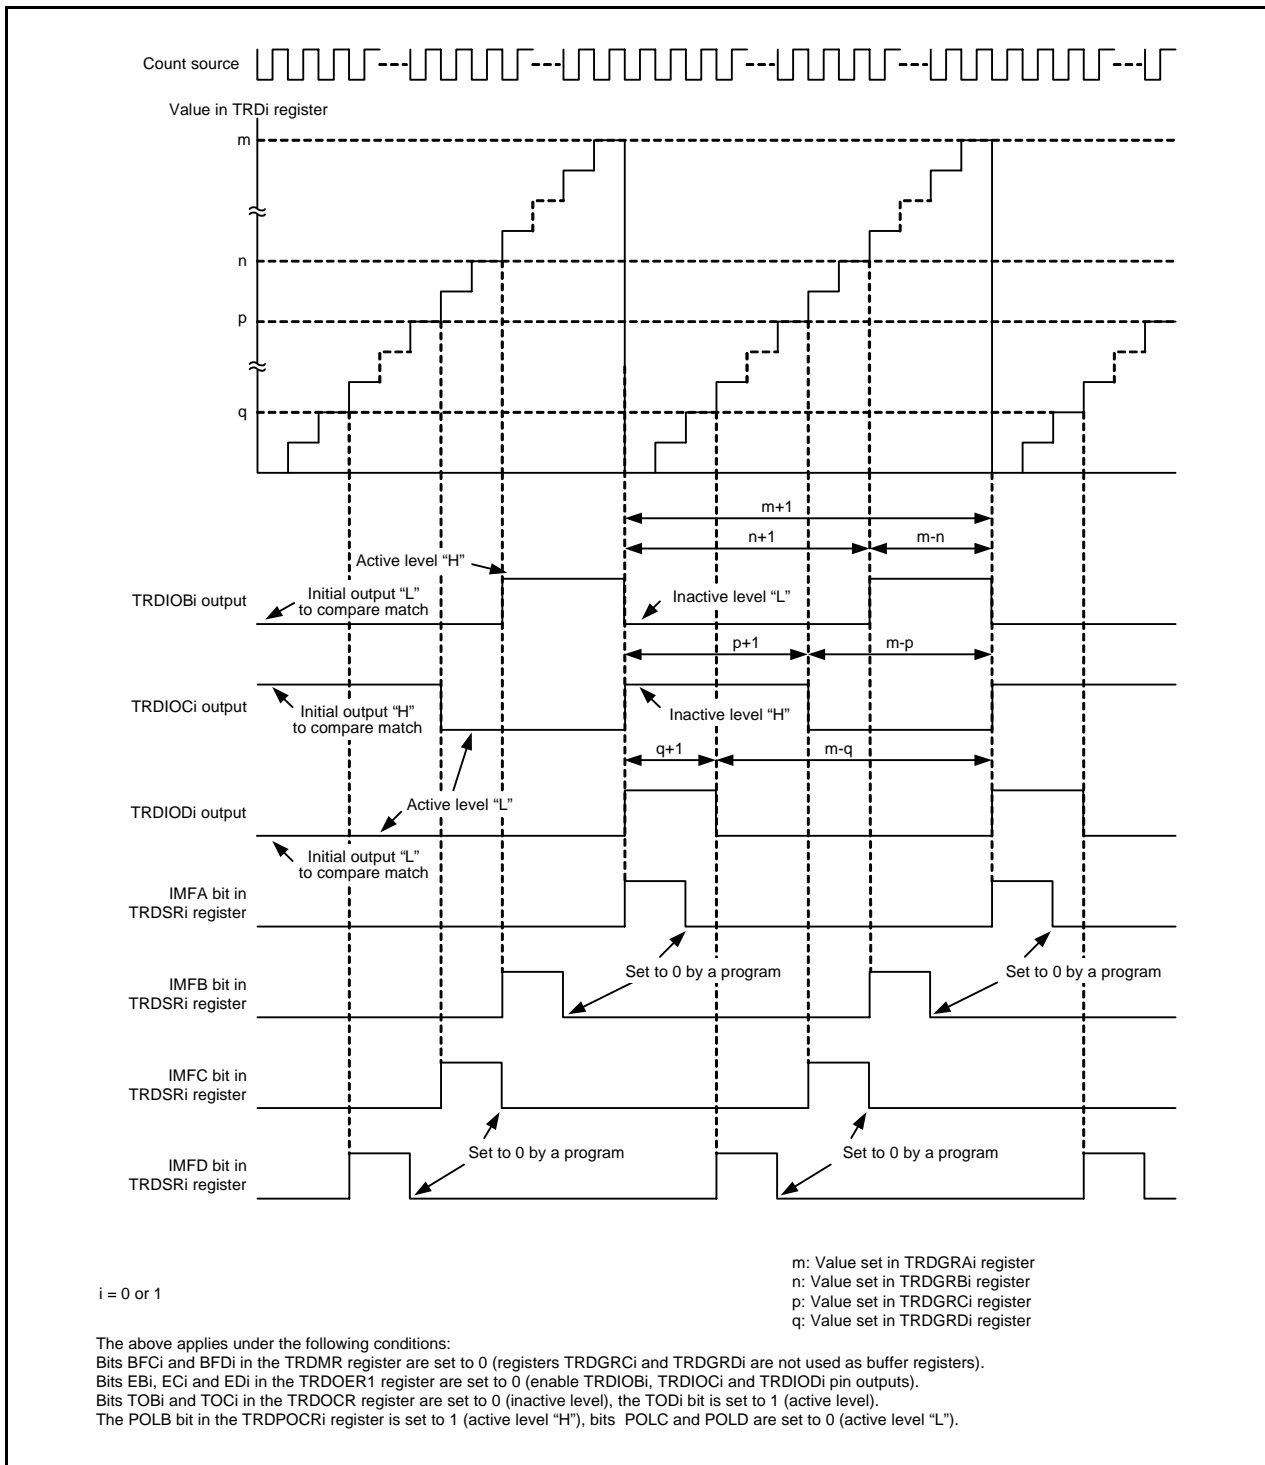 Count source
Value in TRDi register
m
n
p
q
m+1
n+1
m-n
Active level “H”
TRDIOBi output
Initial output “L”
to compare match
Inactive level “L”
p+1
m-p
TRDIOCi output
Initial output “H”
to compare match
Inactive level “H”
q+1
m-q
Active level “L”
TRDIODi output
Initial output “L”
to compare match
IMFA bit in
TRDSRi register
Set to 0 by a program
Set to 0 by a program
IMFB bit in
TRDSRi register
IMFC bit in
TRDSRi register
Set to 0 by a program
Set to 0 by a program
IMFD bit in
TRDSRi register
m: Value set in TRDGRAi register
n: Value set in TRDGRBi register
p: Value set in TRDGRCi register
q: Value set in TRDGRDi register
i = 0 or 1
The above applies under the following conditions:
Bits BFCi and BFDi in the TRDMR register are set to 0 (registers TRDGRCi and TRDGRDi are not used as buffer registers).
Bits EBi, ECi and EDi in the TRDOER1 register are set to 0 (enable TRDIOBi, TRDIOCi and TRDIODi pin outputs).
Bits TOBi and TOCi in the TRDOCR register are set to 0 (inactive level), the TODi bit is set to 1 (active level).
The POLB bit in the TRDPOCRi register is set to 1 (active level “H”), bits POLC and POLD are set to 0 (active level “L”).